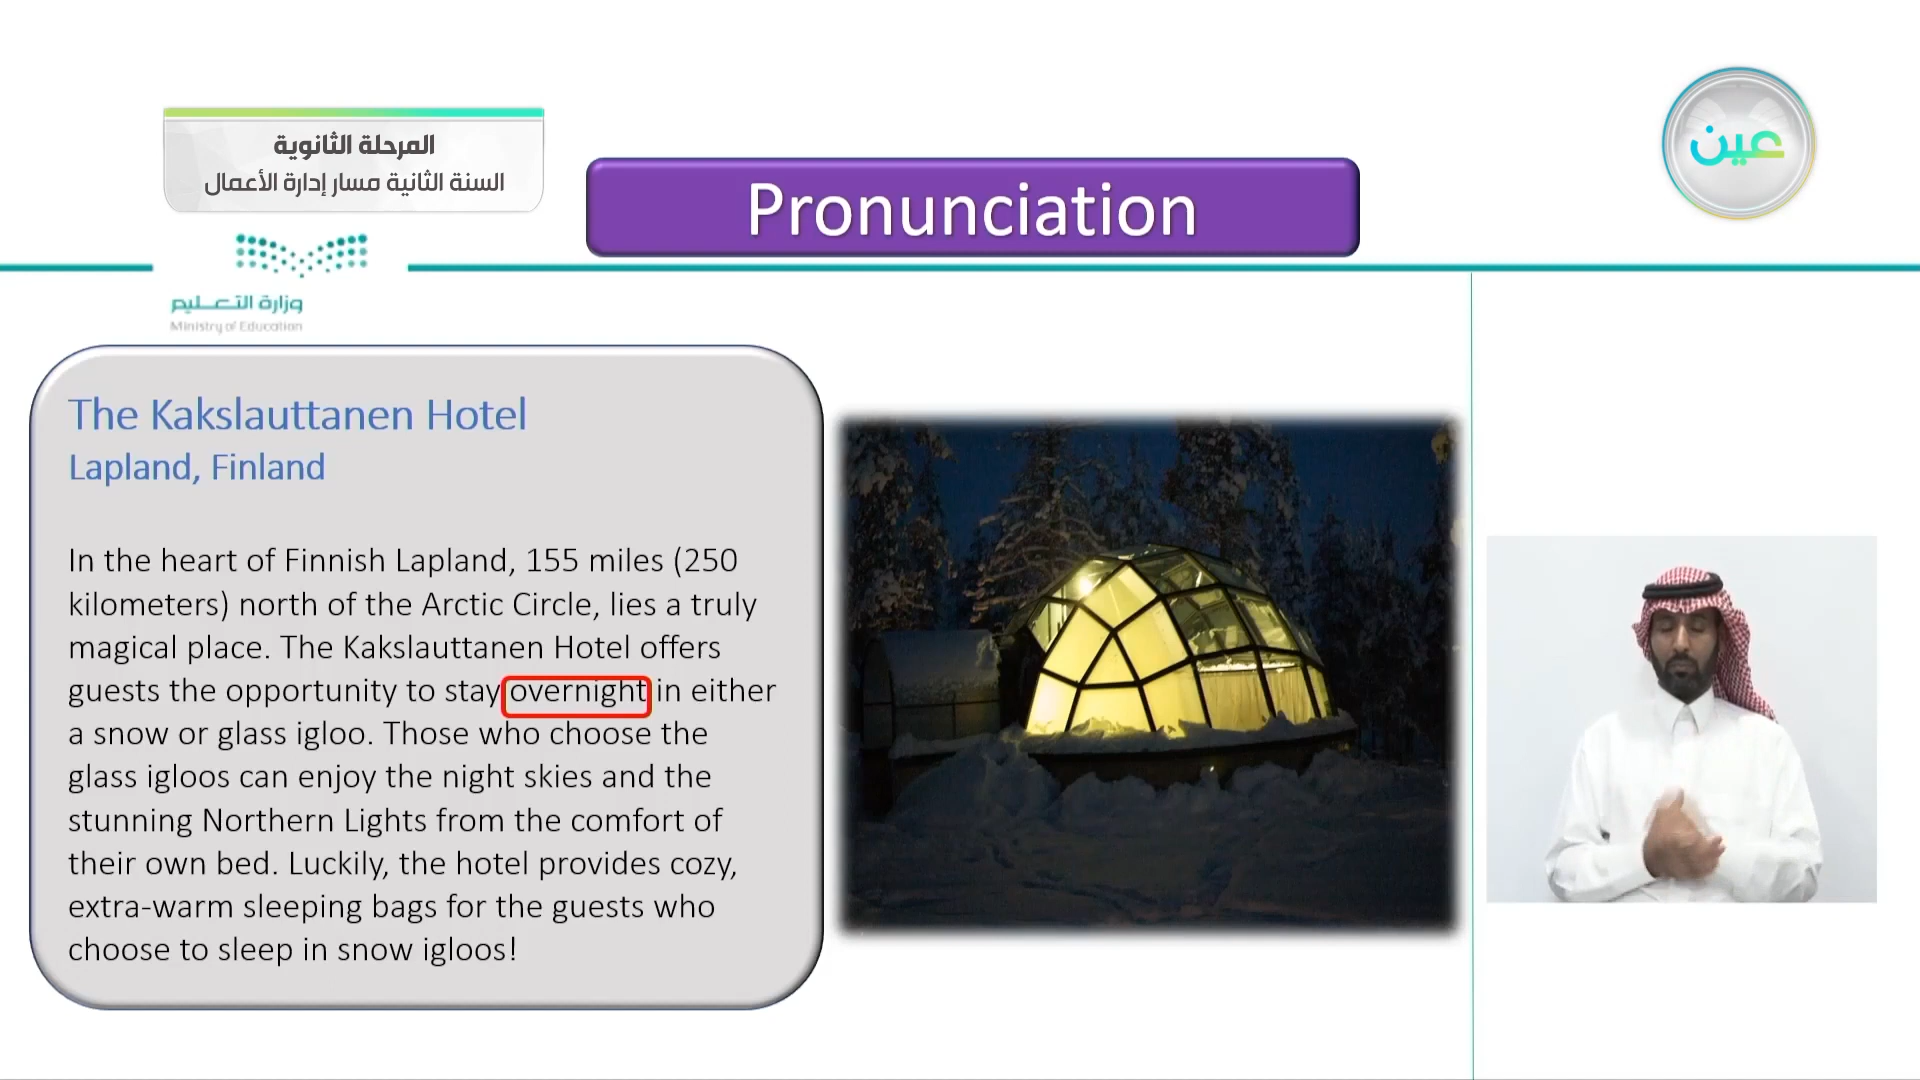 المرحلة الثانوية
السنة الثانية مسار إدارة الأعمال
عين
Pronunciation
وزارة التعليم
Ministry of Education
The Kakslauttanen Hotel
Lapland, Finland
In the heart of Finnish Lapland, 155 miles (250
kilometers) north of the Arctic Circle, lies a truly
magical place. The Kakslauttanen Hotel offers
guests the opportunity to stay overnight in either
a snow or glass igloo. Those who choose the
glass igloos can enjoy the night skies and the
stunning Northern Lights from the comfort of
their own bed. Luckily, the hotel provides cozy,
extra-warm sleeping bags for the guests who
choose to sleep in snow igloos!